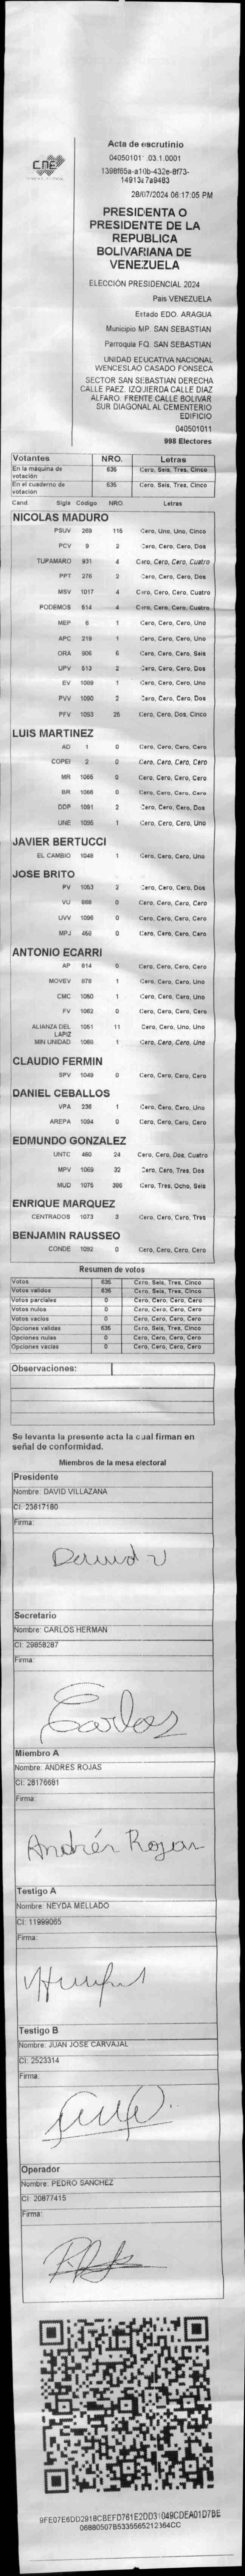 CNE
Acta de escrutinio
04050101 .03.1.0001
1398f65a-a10b-432e-8f73-
149137a9483
28/07/2024 06:17:05 PM
PRESIDENTA O
PRESIDENTE DE LA
REPUBLICA
BOLIVARIANA DE
VENEZUELA
ELECCIÓN PRESIDENCIAL 2024
País VENEZUELA
Estado EDO. ARAGUA
Municipio MP. SAN SEBASTIAN
Parroquia FQ. SAN SEBASTIAN
UNIDAD EDUCATIVA NACIONAL
WENCESLAO CASADO FONSECA
SECTOR SAN SEBASTIAN DERECHA
CALLE PAEZ. IZQUIERDA CALLE DIAZ
ALFARO. FRENTE CALLE BOLIVAR
SUR DIAGONAL AL CEMENTERIO
EDIFICIO
040501011
998 Electores
Votantes NRO. Letras
En la máquina de votación 635 Cero, Seis, Tres, Cinco
En el cuaderno de votación 635 Cero, Seis, Tres, Cinco
Cand Sigla Código NRO Letras
NICOLAS MADURO
PSUV 269 115 Cero, Uno, Uno, Cinco
PCV 9 2 Cero, Cero, Cero, Dos
TUPAMARO 931 4 Cero, Cero, Cero, Cuatro
PPT 276 2 Cero, Cero, Cero, Dos
MSV 1017 4 Cero, Cero, Cero, Cuatro
PODEMOS 514 4 Cero, Cero, Cero, Cuatro
MEP 6 1 Cero, Cero, Cero, Uno
APC 219 1 Cero, Cero, Cero, Uno
ORA 906 6 Cero, Cero, Cero, Seis
UPV 513 2 Cero, Cero, Cero, Dos
EV 1089 1 Cero, Cero, Cero, Uno
PVV 1090 2 Cero, Cero, Cero, Dos
PFV 1093 25 Cero, Cero, Dos, Cinco
LUIS MARTINEZ
AD 1 0 Cero, Cero, Cero, Cero
COPEI 2 0 Cero, Cero, Cero, Cero
MR 0 Cero, Cero, Cero, Cero
BR 0 Cero, Cero, Cero, Cero
DDP 1091 2 Cero, Cero, Cero, Dos
UNE 1095 1 Cero, Cero, Cero, Uno
JAVIER BERTUCCI
EL CAMBIO 1048 1 Cero, Cero, Cero, Uno
JOSE BRITO
PV 1053 2 Cero, Cero, Cero, Dos
VU 868 0 Cero, Cero, Cero, Cero
UVV 1096 0 Cero, Cero, Cero, Cero
MPJ 0 Cero, Cero, Cero, Cero
ANTONIO ECARRI
AP 814 0 Cero, Cero, Cero, Cero
MOVEV 878 1 Cero, Cero, Cero, Uno
CMC 1050 1 Cero, Cero, Cero, Uno
FV 1062 0 Cero, Cero, Cero, Cero
ALIANZA DEL LAPIZ 1051 11 Cero, Cero, Uno, Uno
MIN UNIDAD 1069 1 Cero, Cero, Cero, Uno
CLAUDIO FERMIN
SPV 1049 0 Cero, Cero, Cero, Cero
DANIEL CEBALLOS
VPA 236 1 Cero, Cero, Cero, Uno
AREPA 1094 0 Cero, Cero, Cero, Cero
EDMUNDO GONZALEZ
UNTC 460 24 Cero, Cero, Dos, Cuatro
MPV 1069 32 Cero, Cero, Tres, Dos
MUD 1075 386 Cero, Tres, Ocho, Seis
ENRIQUE MARQUEZ
CENTRADOS 1073 3 Cero, Cero, Cero, Tres
BENJAMIN RAUSSEO
CONDE 1092 0 Cero, Cero, Cero, Cero
Resumen de votos
Votos 635 Cero, Seis, Tres, Cinco
Votos validos 635 Cero, Seis, Tres, Cinco
Votos parciales 0 Cero, Cero, Cero, Cero
Votos nulos 0 Cero, Cero, Cero, Cero
Votos vacios 0 Cero, Cero, Cero, Cero
Opciones validas 635 Cero, Seis, Tres, Cinco
Opciones nulas 0 Cero, Cero, Cero, Cero
Opciones vacias 0 Cero, Cero, Cero, Cero
Observaciones:
Se levanta la presente acta la cual firman en
señal de conformidad.
Miembros de la mesa electoral
Presidente
Nombre: DAVID VILLAZANA
CI: 23617180
Firma:
David V
Secretario
Nombre: CARLOS HERMAN
CI: 29858287
Firma:
Carlos
Miembro A
Nombre: ANDRES ROJAS
CI: 28176681
Firma:
Andrés Rojas
Testigo A
Nombre: NEYDA MELLADO
CI: 11999065
Firma:
Testigo B
Nombre: JUAN JOSE CARVAJAL
CI: 2523314
Firma:
Operador
Nombre: PEDRO SANCHEZ
CI: 20877415
Firma:
9FE07E6DD2918CBEFD761E2DD31049CDEA01D7BE
06880507B5335565212364CC